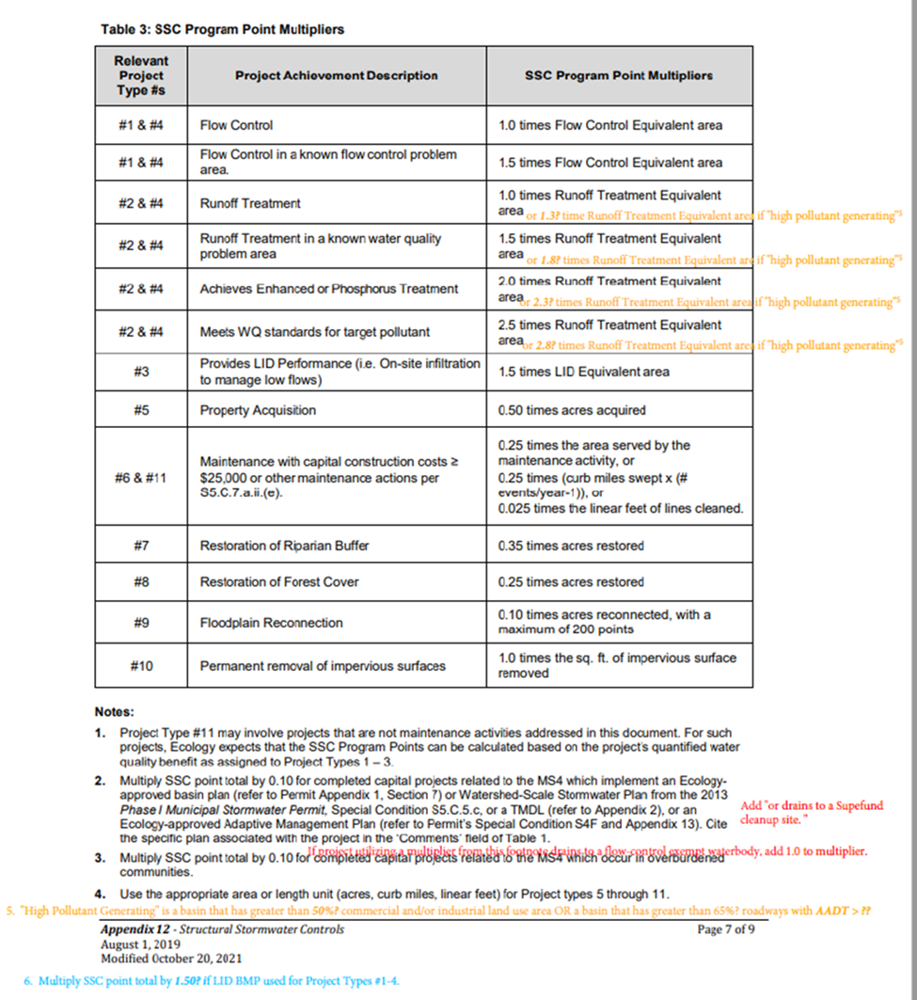 Table 3: SSC Program Point Multipliers
Relevant
Project
Type #s
Project Achievement Description
SSC Program Point Multipliers
#1 & #4
Flow Control
1.0 times Flow Control Equivalent area
#1 & #4
Flow Control in a known flow control problem
area.
1.5 times Flow Control Equivalent area
#2 & #4
Runoff Treatment
1.0 times Runoff Treatment Equivalent
area or 1.3? time Runoff Treatment Equivalent area if "high pollutant generating"5
#2 & #4
Runoff Treatment in a known water quality
problem area
1.5 times Runoff Treatment Equivalent
area or 1.8? times Runoff Treatment Equivalent are if "high pollutant generating"5
#2 & #4
Achieves Enhanced or Phosphorus Treatment
2.0 times Runoff Treatment Equivalent
area or 2.3? times Runoff Treatment Equivalent area if "high pollutant generating"5
#2 & #4
Meets WQ standards for target pollutant
2.5 times Runoff Treatment Equivalent
area or 2.8? times Runoff Treatment Equivalent area if "high pollutant generating"5
#3
Provides LID Performance (i.e. On-site infiltration
to manage low flows)
1.5 times LID Equivalent area
#5
Property Acquisition
0.50 times acres acquired
#6 & #11
Maintenance with capital construction costs ≥
$25,000 or other maintenance actions per
S5.C.7.a.ii.(e).
0.25 times the area served by the
maintenance activity, or
0.25 times (curb miles swept x (#
events/year-1)), or
0.025 times the linear feet of lines cleaned.
#7
Restoration of Riparian Buffer
0.35 times acres restored
#8
Restoration of Forest Cover
0.25 times acres restored
#9
Floodplain Reconnection
0.10 times acres reconnected, with a
maximum of 200 points
#10
Permanent removal of impervious surfaces
1.0 times the sq. ft. of impervious surface
removed
Notes:
1. Project Type #11 may involve projects that are not maintenance activities addressed in this document. For such
projects, Ecology expects that the SSC Program Points can be calculated based on the project's quantified water
quality benefit as assigned to Project Types 1 – 3.
2. Multiply SSC point total by 0.10 for completed capital projects related to the MS4 which implement an Ecology-
approved basin plan (refer to Permit Appendix 1, Section 7) or Watershed-Scale Stormwater Plan from the 2013
Phase I Municipal Stormwater Permit, Special Condition S5.C.5.c, or a TMDL (refer to Appendix 2), or an
Ecology-approved Adaptive Management Plan (refer to Permit's Special Condition S4F and Appendix 13). Cite
the specific plan associated with the project in the 'Comments' field of Table 1.
Add "or drains to a Supefund
cleanup site."
If project utilizing a multiplier from this footnote drains to a flow-control exempt waterbody, add 1.0 to multiplier.
3. Multiply SSC point total by 0.10 for completed capital projects related to the MS4 which occur in overburdened
communities.
4. Use the appropriate area or length unit (acres, curb miles, linear feet) for Project types 5 through 11.
5. "High Pollutant Generating" is a basin that has greater than 50%? commercial and/or industrial land use area OR a basin that has greater than 65%? roadways with AADT > ??
Appendix 12 - Structural Stormwater Controls
Page 7 of 9
August 1, 2019
Modified October 20, 2021
6. Multiply SSC point total by 1.50? if LID BMP used for Project Types #1-4.